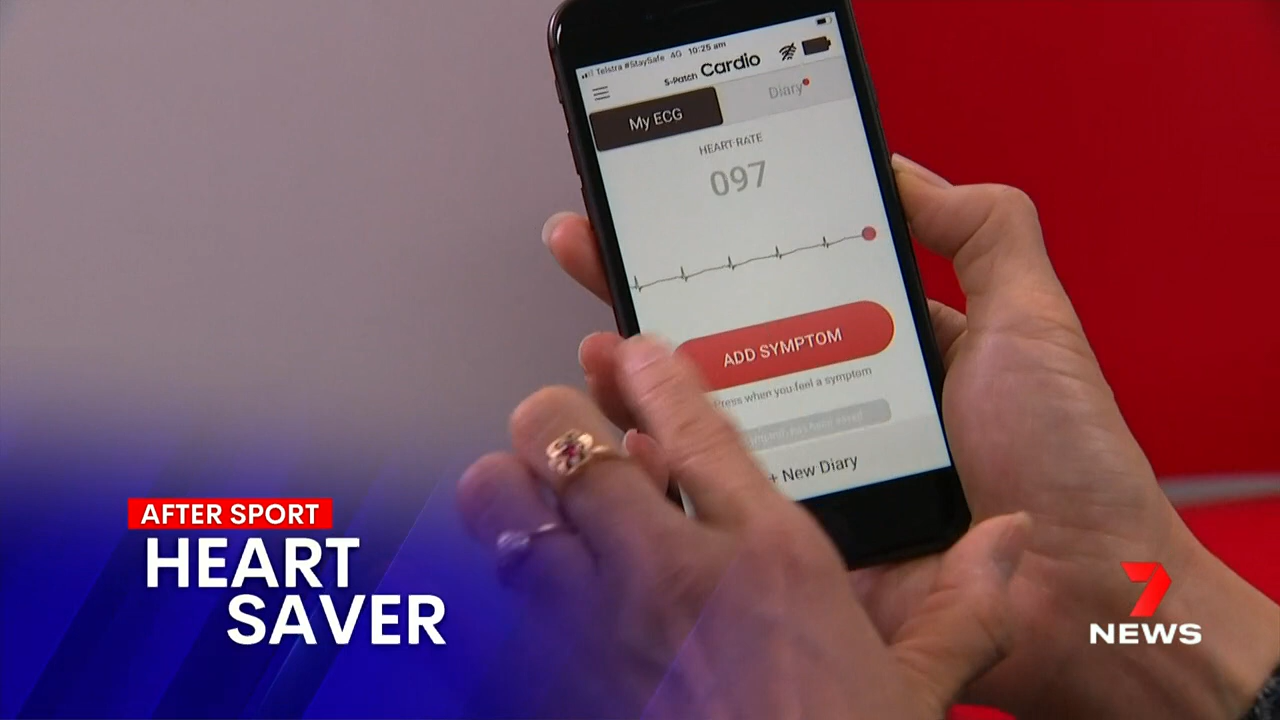 Telstra #StaySafe 4G 10:25 am
S-Patch Cardio
My ECG
Diary
HEART RATE
097
ADD SYMPTOM
Press when you feel a symptom
+ New Diary
AFTER SPORT
HEART
SAVER
7
NEWS